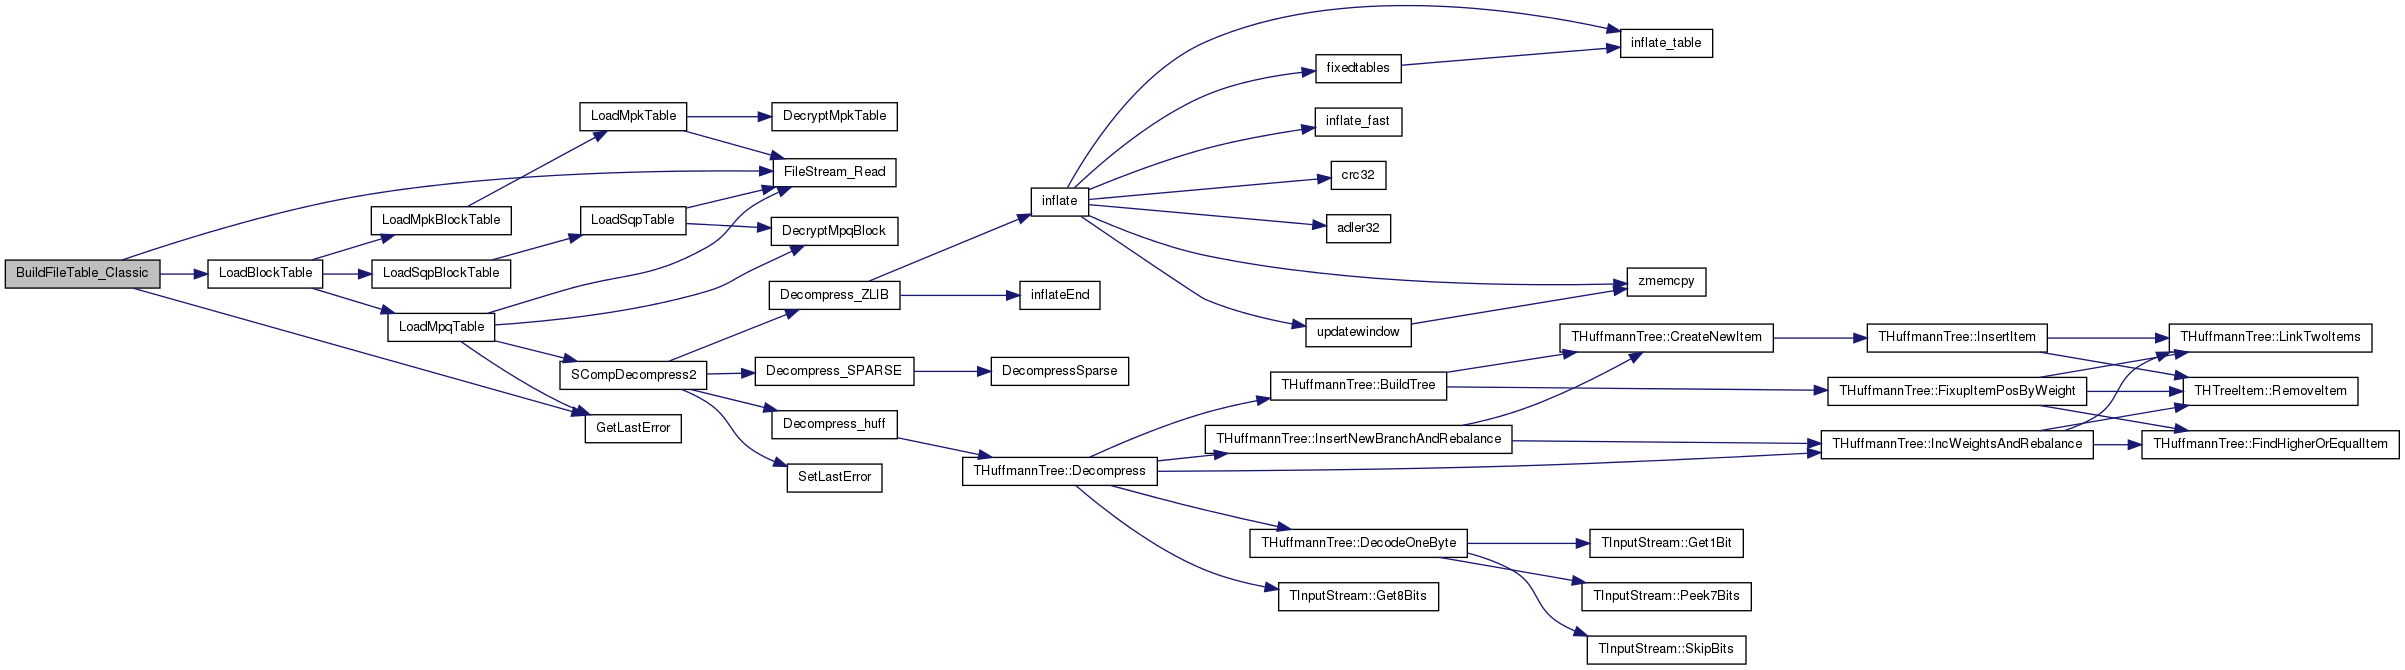 BuildFileTable_Classic
LoadBlockTable
LoadMpkBlockTable
LoadSqpBlockTable
LoadMpqTable
LoadMpkTable
LoadSqpTable
SCompDecompress2
GetLastError
DecryptMpkTable
FileStream_Read
DecryptMpqBlock
Decompress_ZLIB
Decompress_SPARSE
Decompress_huff
SetLastError
inflate
inflateEnd
DecompressSparse
THuffmannTree::Decompress
fixedtables
inflate_fast
crc32
adler32
updatewindow
THuffmannTree::BuildTree
THuffmannTree::InsertNewBranchAndRebalance
THuffmannTree::DecodeOneByte
TInputStream::Get8Bits
inflate_table
zmemcpy
THuffmannTree::CreateNewItem
TInputStream::Get1Bit
TInputStream::Peek7Bits
TInputStream::SkipBits
THuffmannTree::InsertItem
THuffmannTree::FixupItemPosByWeight
THuffmannTree::IncWeightsAndRebalance
THuffmannTree::LinkTwoItems
THTreeItem::RemoveItem
THuffmannTree::FindHigherOrEqualItem